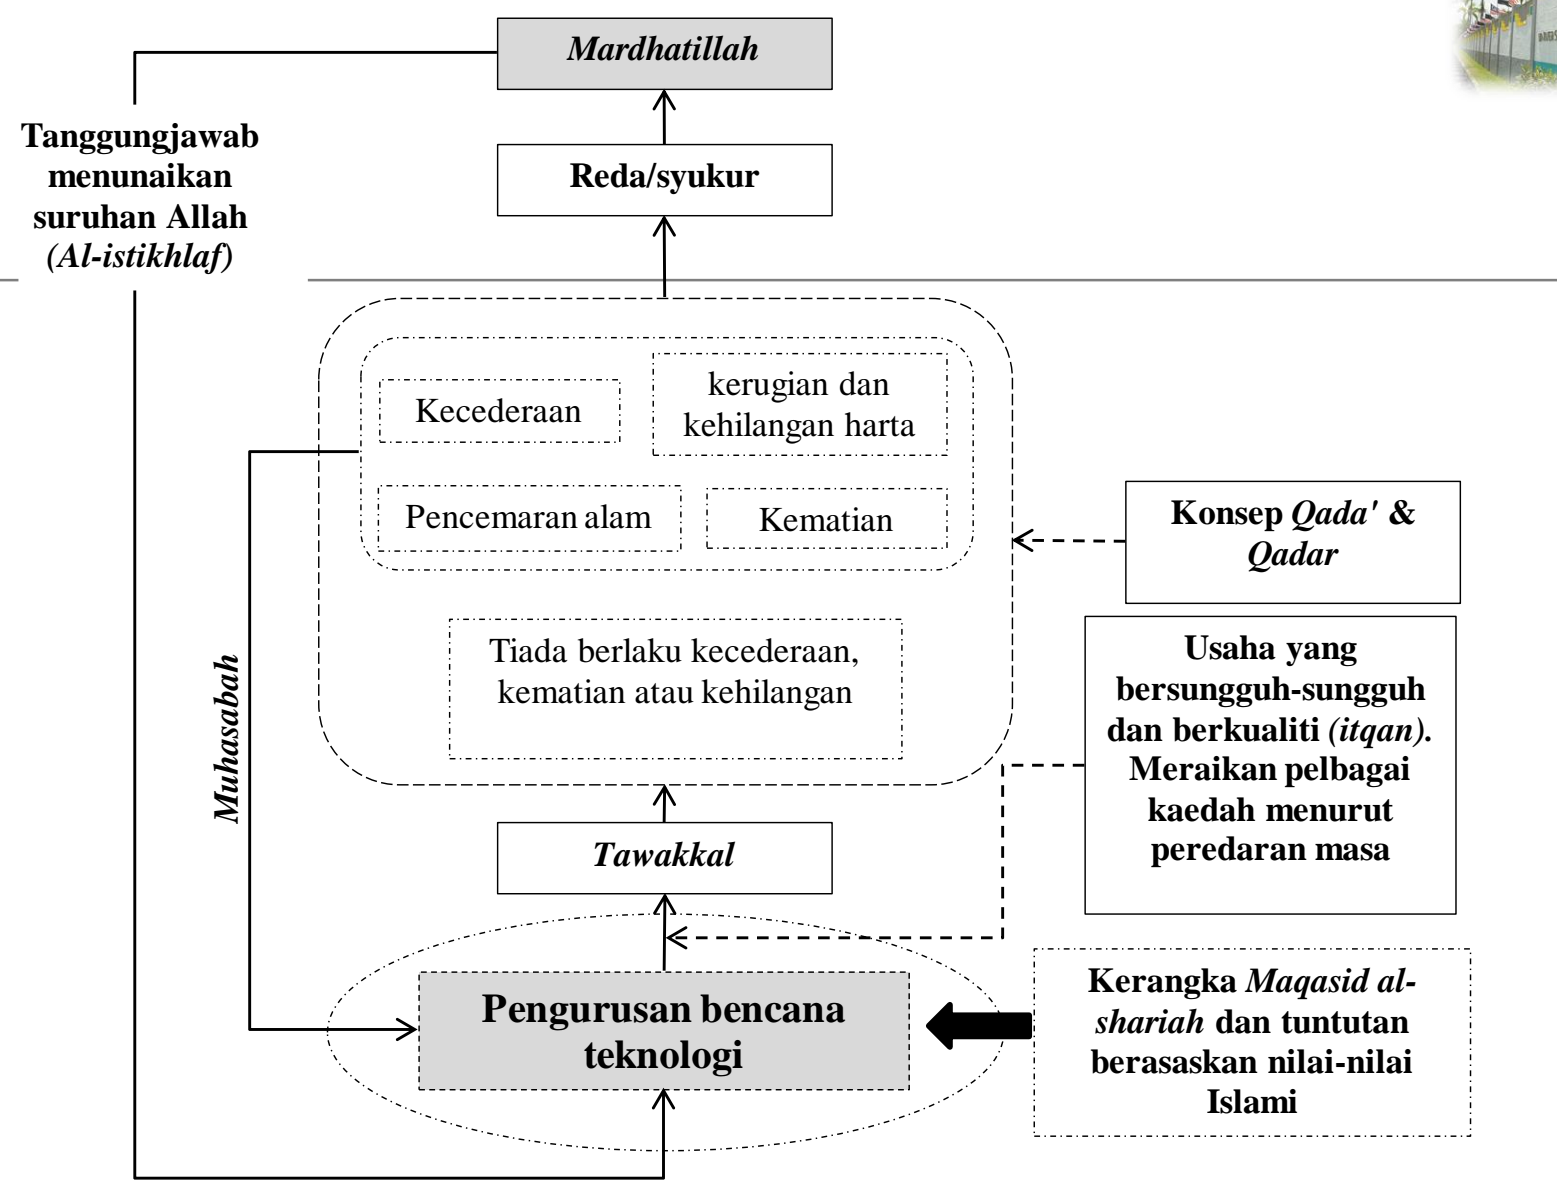 Mardhatillah
Tanggungjawab
menunaikan
suruhan Allah
(Al-istikhlaf)
Reda/syukur
Kecederaan
kerugian dan
kehilangan harta
Pencemaran alam
Kematian
Konsep Qada' &
Qadar
Tiada berlaku kecederaan,
kematian atau kehilangan
Muhasabah
Usaha yang
bersungguh-sungguh
dan berkualiti (itqan).
Meraikan pelbagai
kaedah menurut
peredaran masa
Tawakkal
Pengurusan bencana
teknologi
Kerangka Maqasid al-
shariah dan tuntutan
berasaskan nilai-nilai
Islami